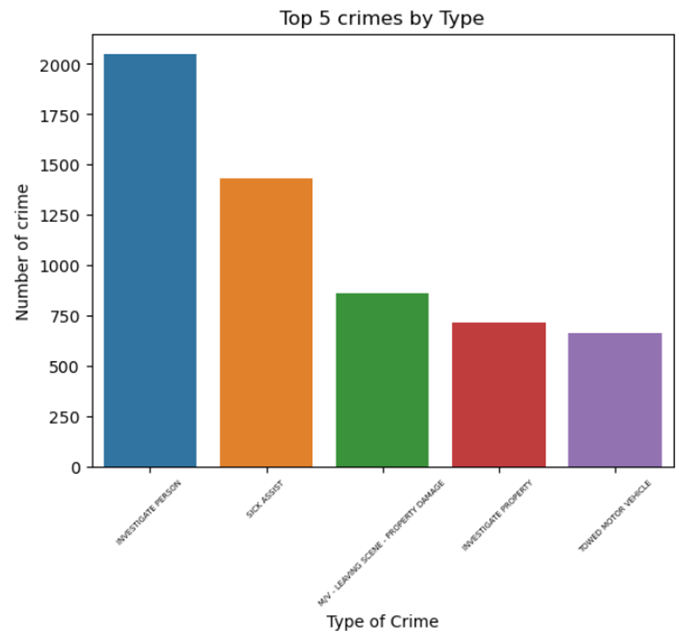 Top 5 crimes by Type
Number of crime
2000
1750
1500
1250
1000
750
500
250
0
INVESTIGATE PERSON
SICK ASSIST
M/V - LEAVING SCENE - PROPERTY DAMAGE
INVESTIGATE PROPERTY
TOWED MOTOR VEHICLE
Type of Crime